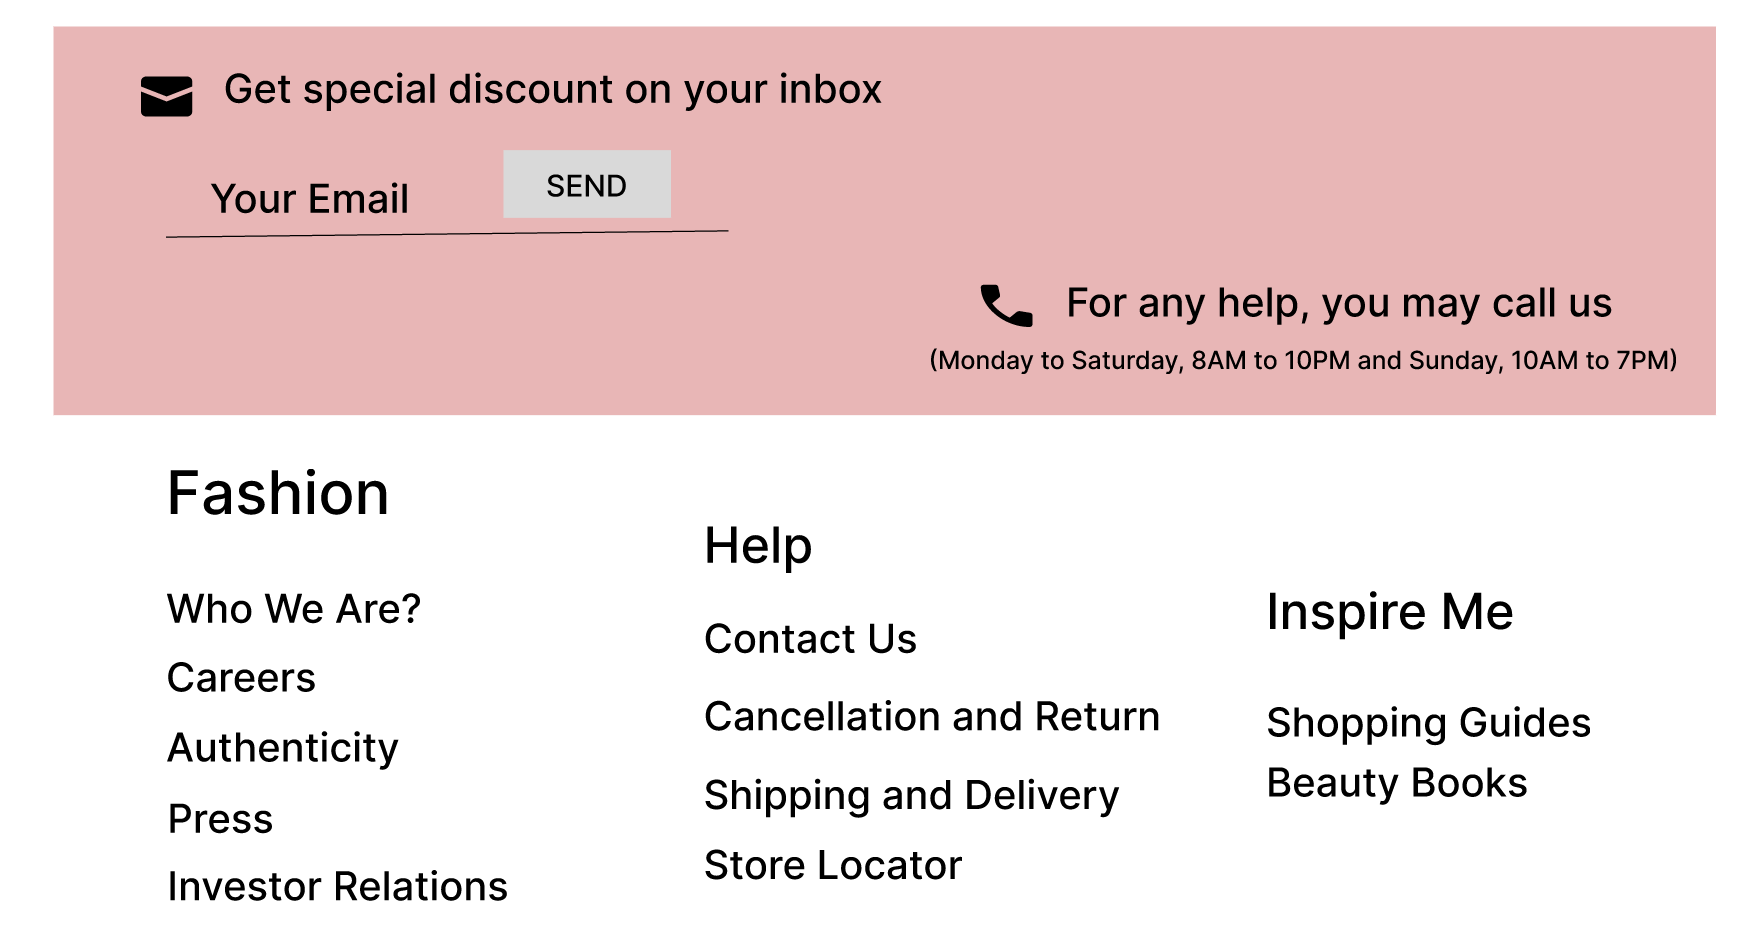 Get special discount on your inbox
Your Email
SEND
For any help, you may call us
(Monday to Saturday, 8AM to 10PM and Sunday, 10AM to 7PM)
Fashion
Who We Are?
Careers
Authenticity
Press
Investor Relations
Help
Contact Us
Cancellation and Return
Shipping and Delivery
Store Locator
Inspire Me
Shopping Guides
Beauty Books